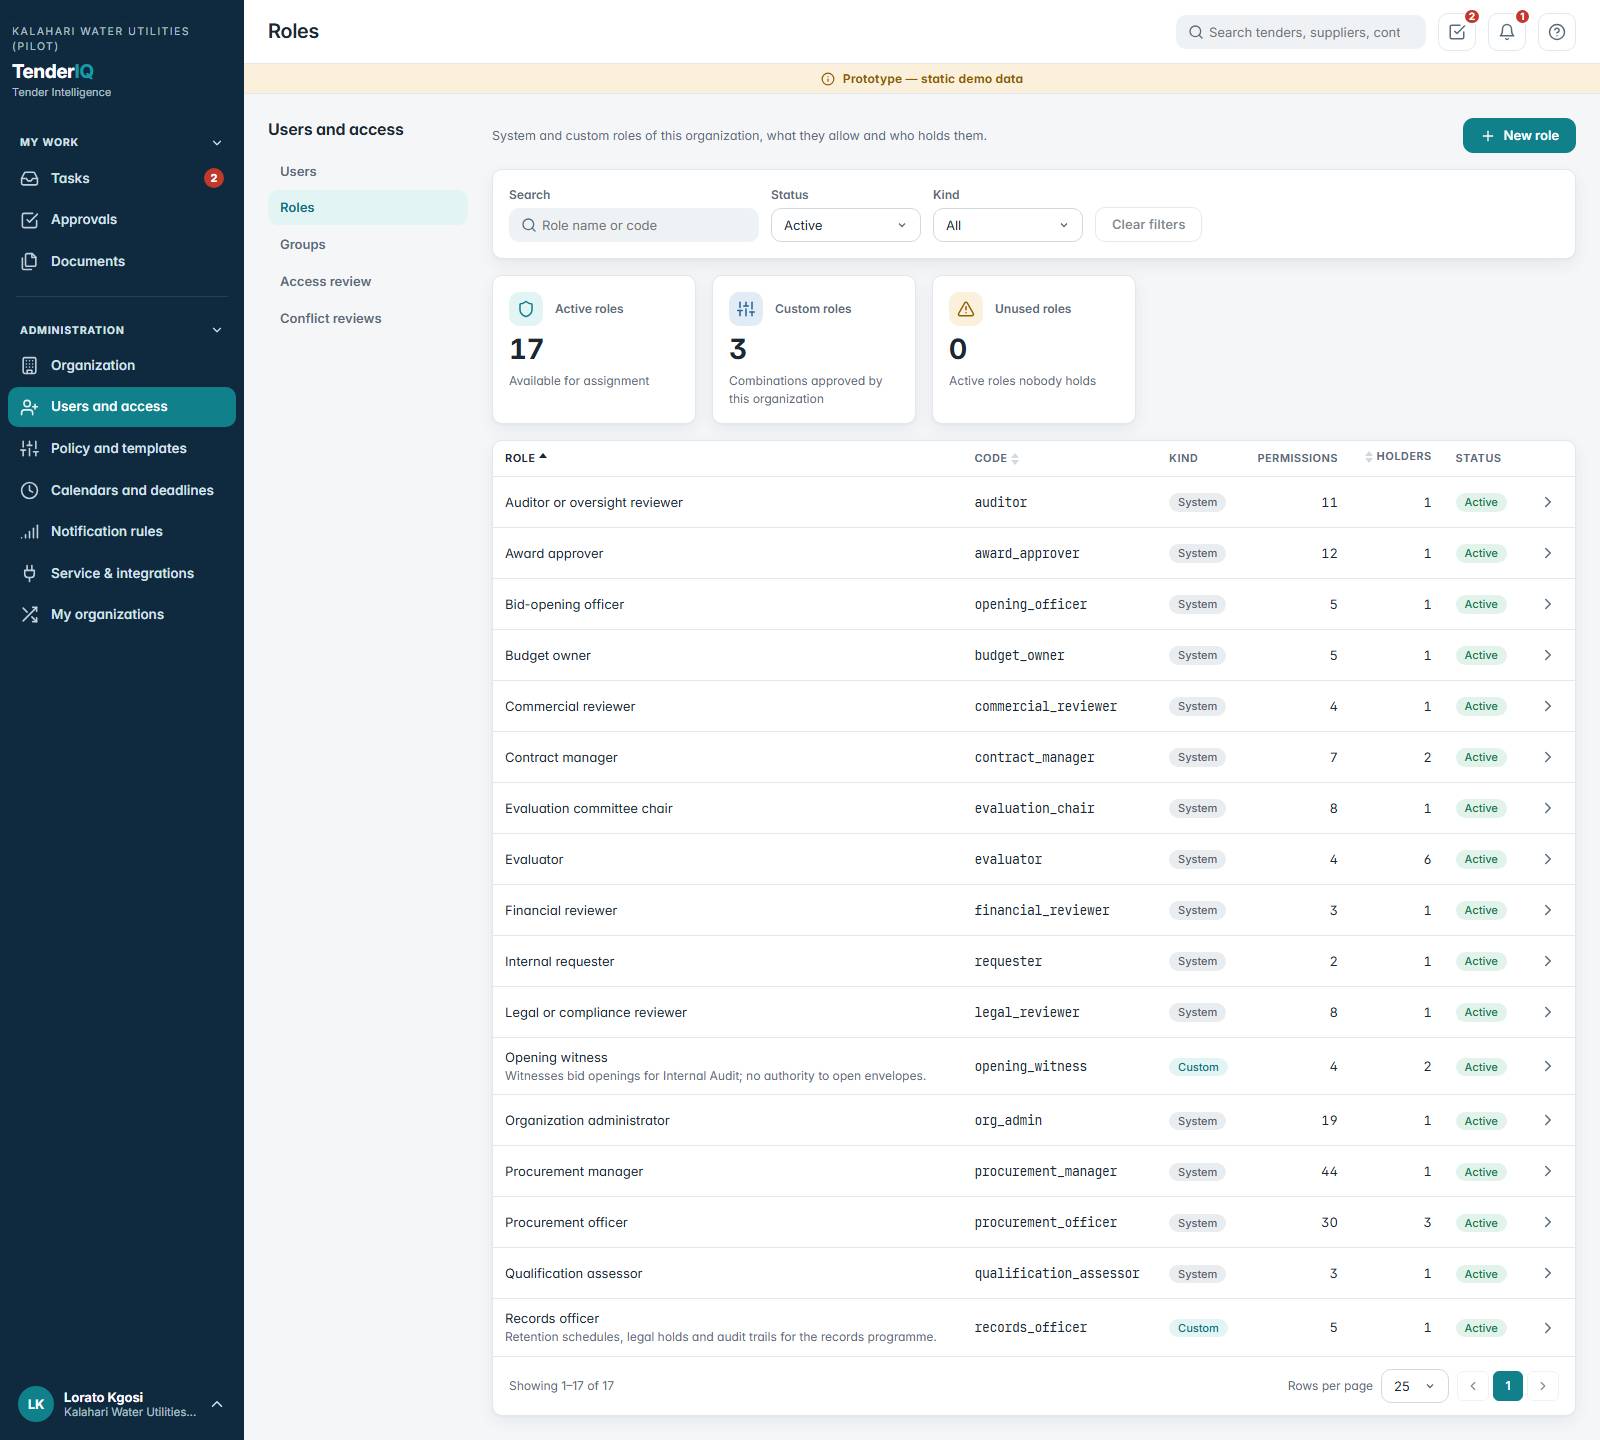 KALAHARI WATER UTILITIES
(PILOT)
TenderIQ
Tender Intelligence
MY WORK
Tasks 2
Approvals
Documents
ADMINISTRATION
Organization
Users and access
Policy and templates
Calendars and deadlines
Notification rules
Service & integrations
My organizations
LK
Lorato Kgosi
Kalahari Water Utilities...
Roles
Search tenders, suppliers, cont
2
1
Prototype — static demo data
Users and access
Users
Roles
Groups
Access review
Conflict reviews
System and custom roles of this organization, what they allow and who holds them.
New role
Search Status Kind
Role name or code Active All Clear filters
Active roles
17
Available for assignment
Custom roles
3
Combinations approved by
this organization
Unused roles
0
Active roles nobody holds
ROLE CODE KIND PERMISSIONS HOLDERS STATUS
Auditor or oversight reviewer auditor System 11 1 Active
Award approver award_approver System 12 1 Active
Bid-opening officer opening_officer System 5 1 Active
Budget owner budget_owner System 5 1 Active
Commercial reviewer commercial_reviewer System 4 1 Active
Contract manager contract_manager System 7 2 Active
Evaluation committee chair evaluation_chair System 8 1 Active
Evaluator evaluator System 4 6 Active
Financial reviewer financial_reviewer System 3 1 Active
Internal requester requester System 2 1 Active
Legal or compliance reviewer legal_reviewer System 8 1 Active
Opening witness opening_witness Custom 4 2 Active
Witnesses bid openings for Internal Audit; no authority to open envelopes.
Organization administrator org_admin System 19 1 Active
Procurement manager procurement_manager System 44 1 Active
Procurement officer procurement_officer System 30 3 Active
Qualification assessor qualification_assessor System 3 1 Active
Records officer records_officer Custom 5 1 Active
Retention schedules, legal holds and audit trails for the records programme.
Showing 1–17 of 17 Rows per page 25 1